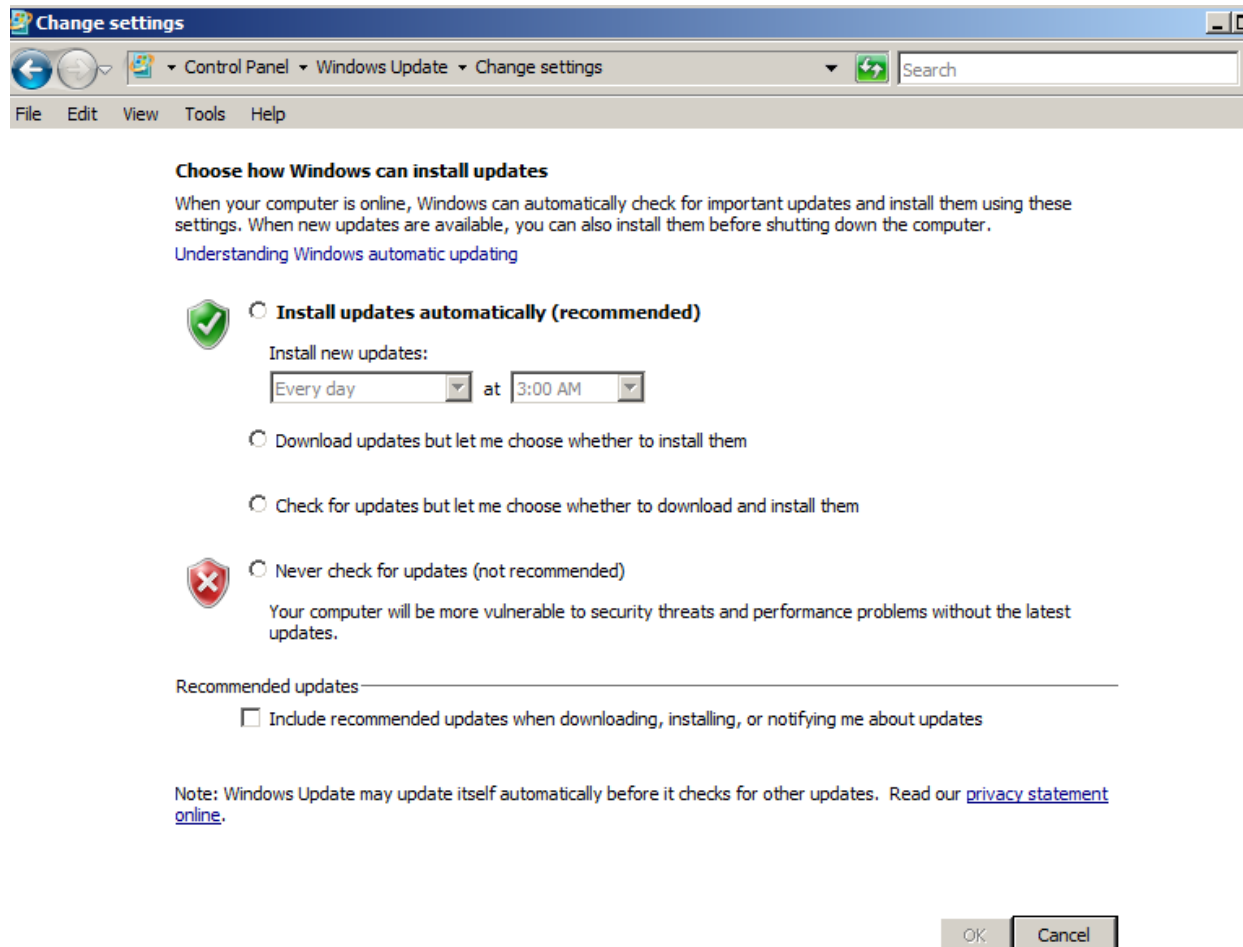 Change settings
Control Panel Windows Update Change settings Search
File Edit View Tools Help
Choose how Windows can install updates
When your computer is online, Windows can automatically check for important updates and install them using these
settings. When new updates are available, you can also install them before shutting down the computer.
Understanding Windows automatic updating
Install updates automatically (recommended)
Install new updates:
Every day at 3:00 AM
Download updates but let me choose whether to install them
Check for updates but let me choose whether to download and install them
Never check for updates (not recommended)
Your computer will be more vulnerable to security threats and performance problems without the latest
updates.
Recommended updates
Include recommended updates when downloading, installing, or notifying me about updates
Note: Windows Update may update itself automatically before it checks for other updates. Read our privacy statement
online.
OK Cancel